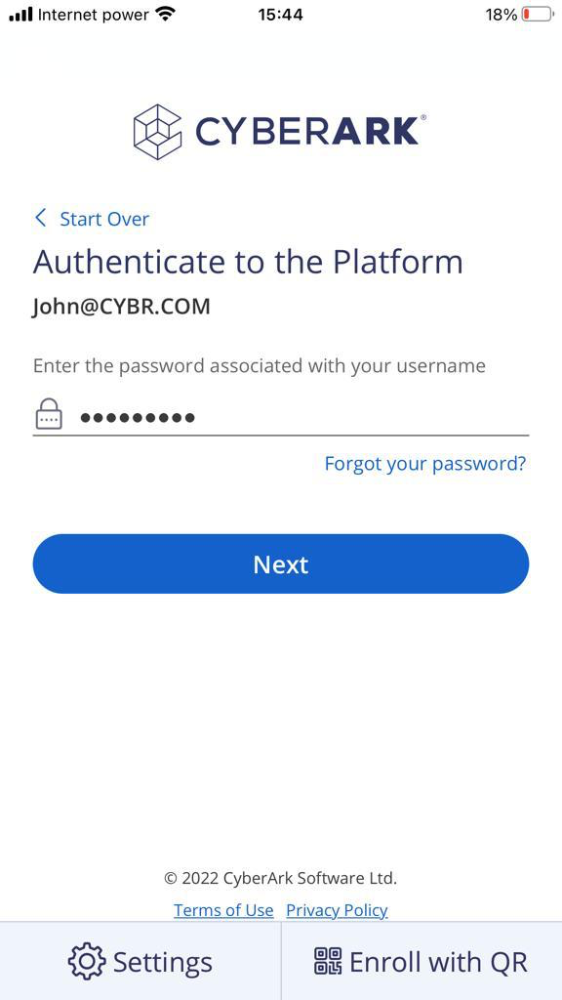 Internet power 15:44 18%
CYBERARK®
Start Over
Authenticate to the Platform
John@CYBR.COM
Enter the password associated with your username
•••••••••
Forgot your password?
Next
© 2022 CyberArk Software Ltd.
Terms of Use Privacy Policy
Settings Enroll with QR